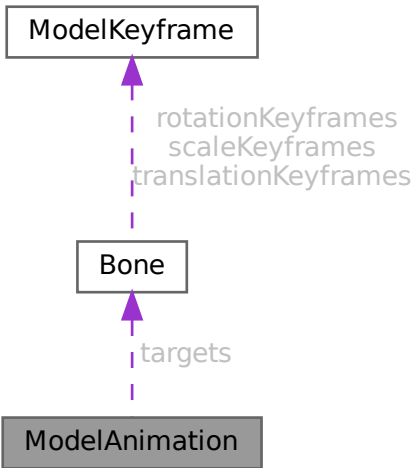 ModelKeyframe
rotationKeyframes
scaleKeyframes
translationKeyframes
Bone
targets
ModelAnimation